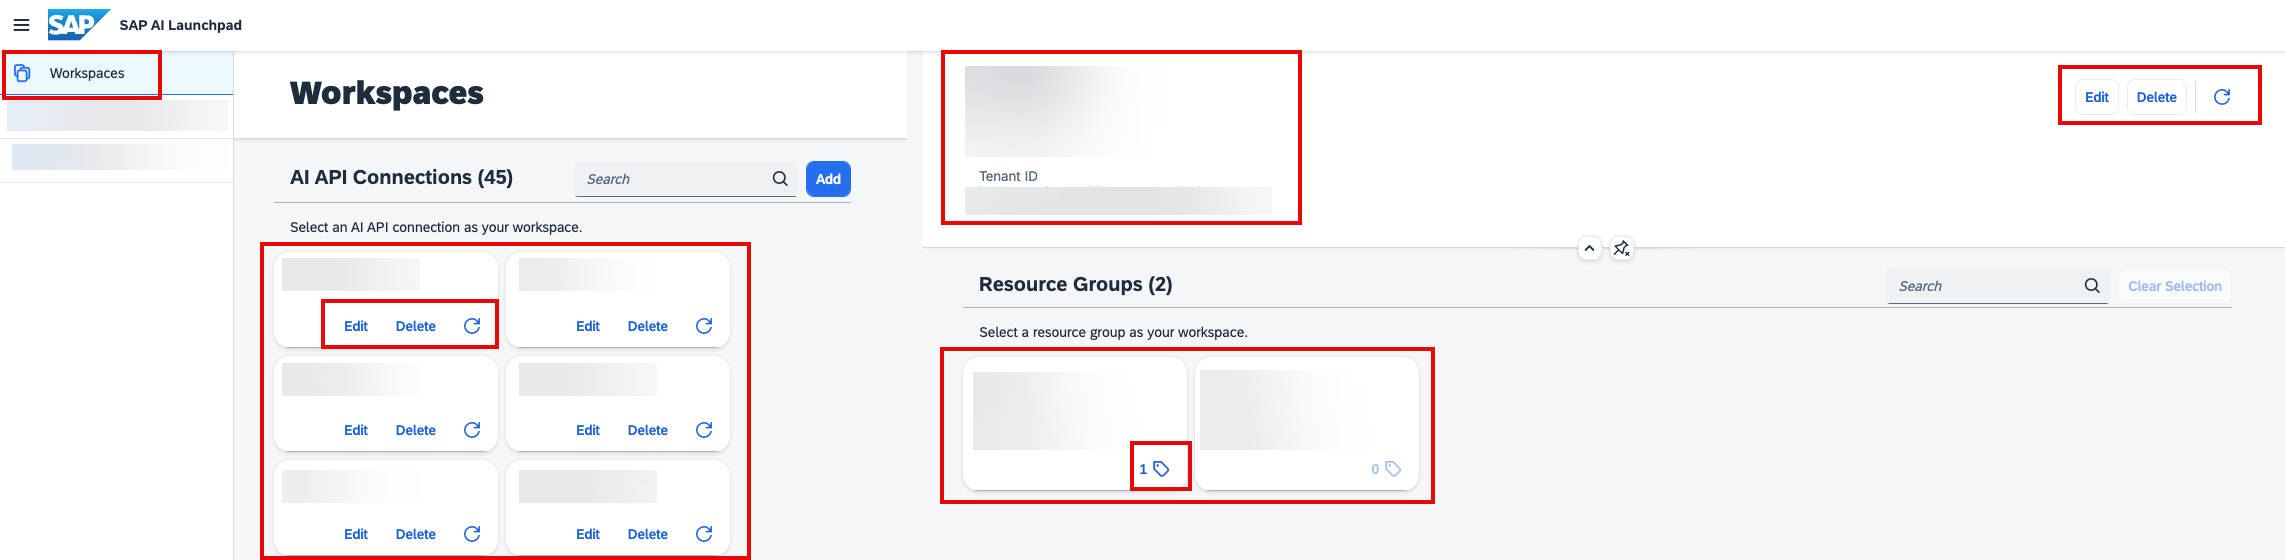 SAP SAP AI Launchpad
Workspaces
Workspaces
AI API Connections (45)
Search
Add
Select an AI API connection as your workspace.
Edit Delete
Edit Delete
Edit Delete
Edit Delete
Edit Delete
Edit Delete
Tenant ID
Edit Delete
Resource Groups (2)
Search
Clear Selection
Select a resource group as your workspace.
1
0